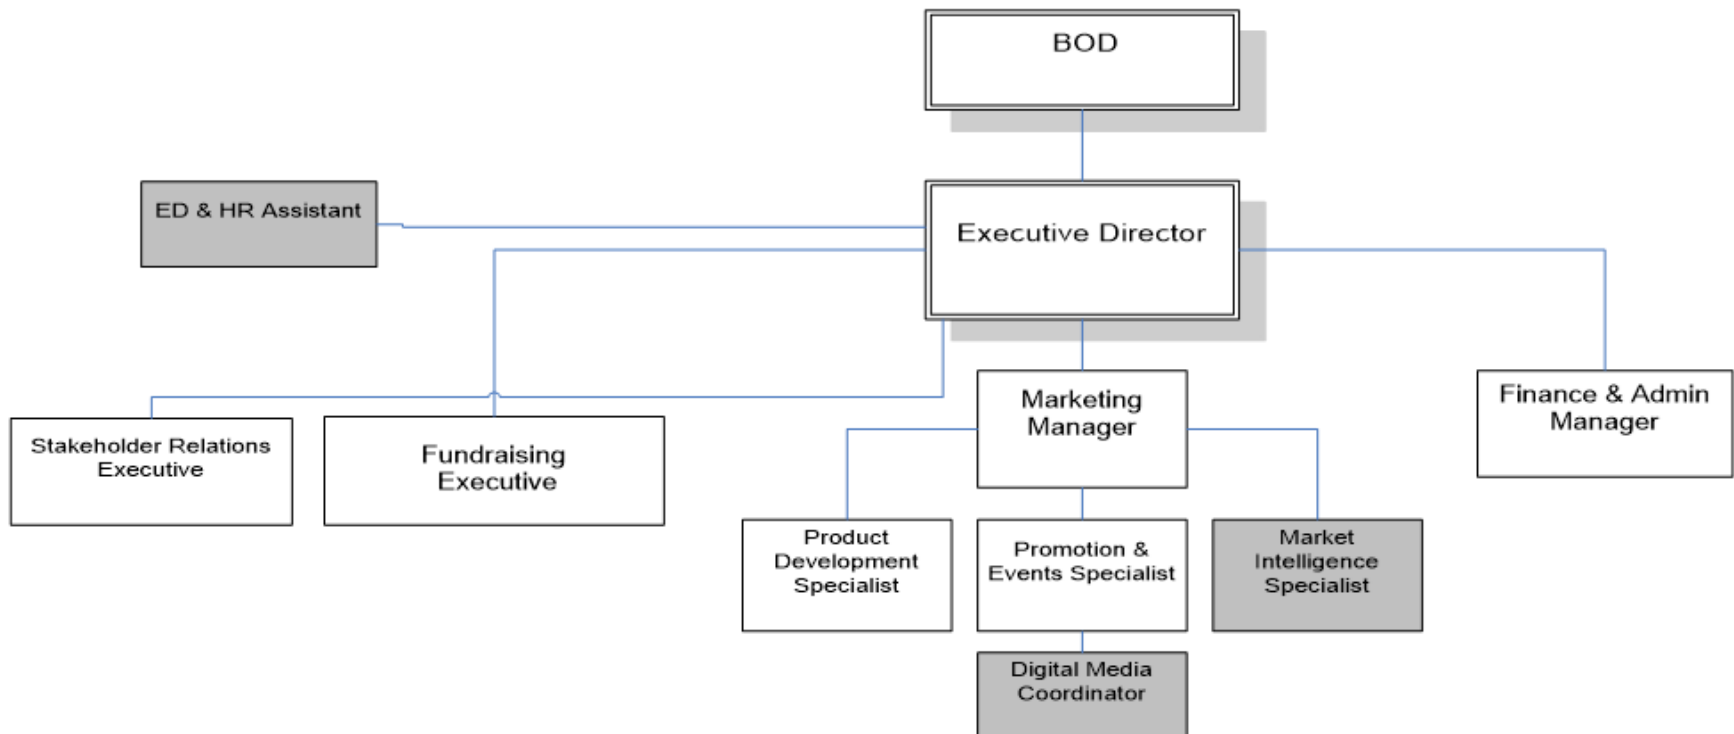 BOD
ED & HR Assistant
Executive Director
Stakeholder Relations
Executive
Fundraising
Executive
Marketing
Manager
Finance & Admin
Manager
Product
Development
Specialist
Promotion &
Events Specialist
Market
Intelligence
Specialist
Digital Media
Coordinator